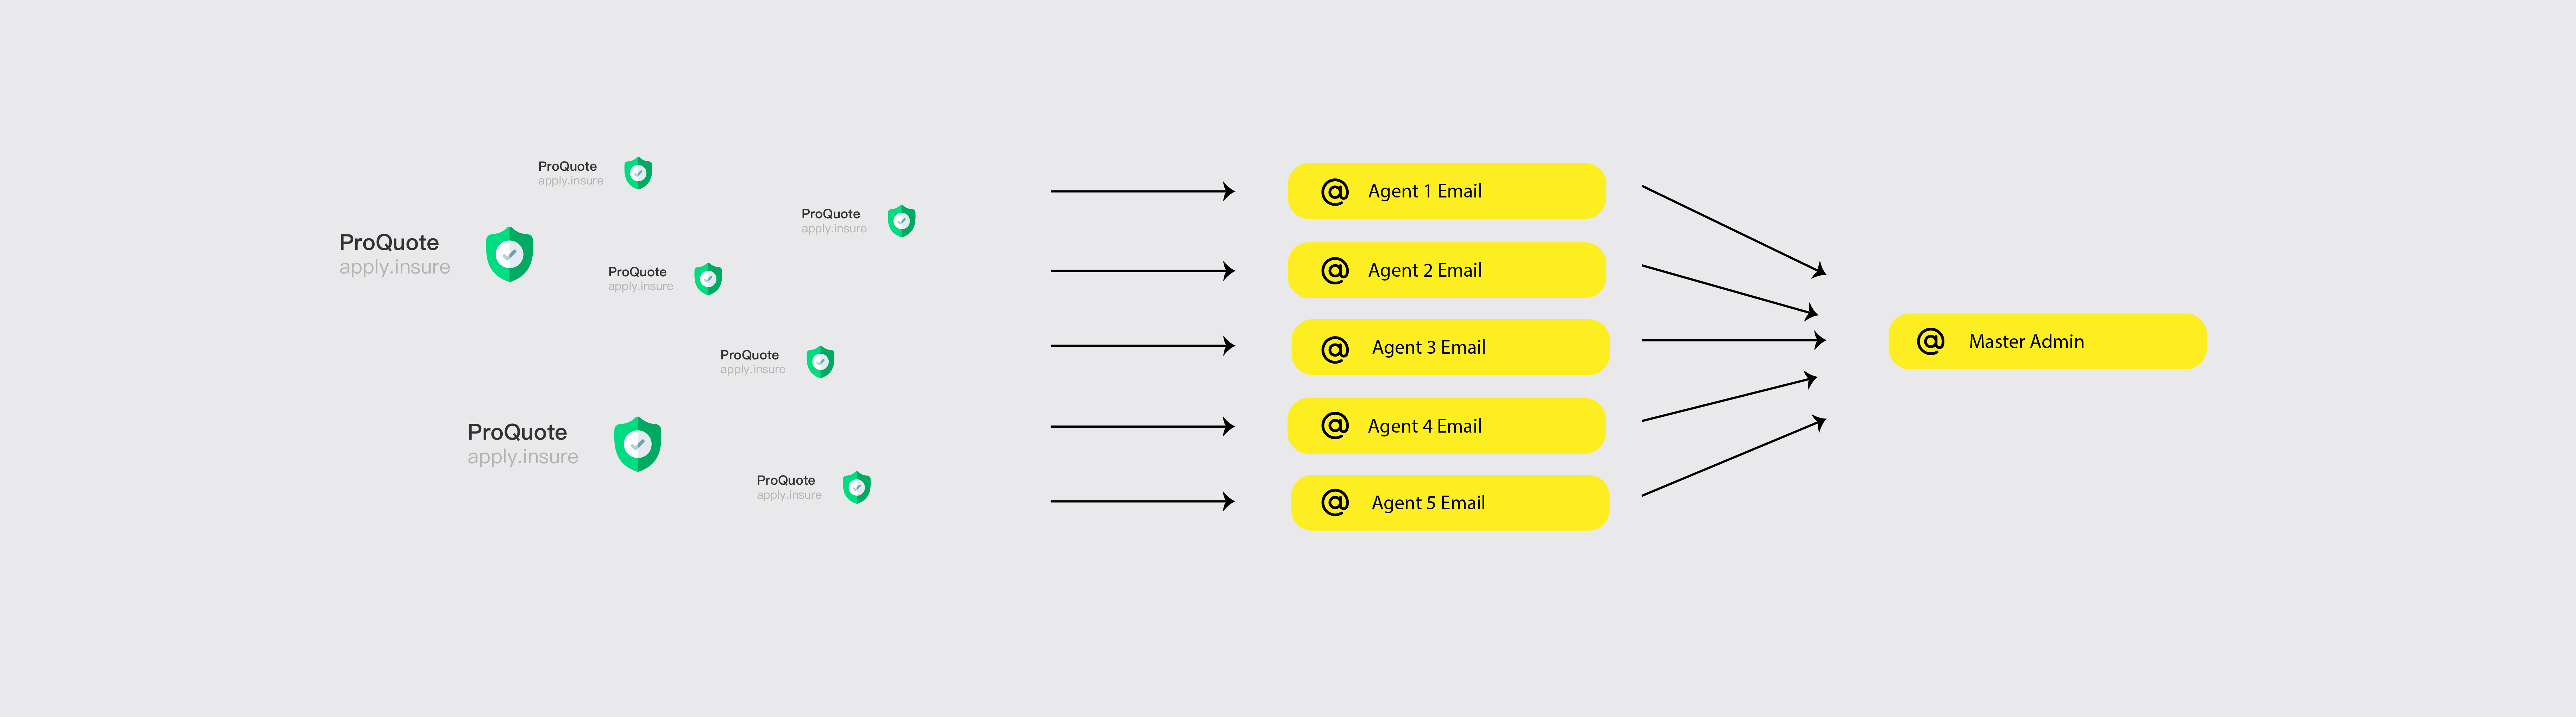 ProQuote
apply.insure
ProQuote
apply.insure
ProQuote
apply.insure
ProQuote
apply.insure
ProQuote
apply.insure
ProQuote
apply.insure
ProQuote
apply.insure
@ Agent 1 Email
@ Agent 2 Email
@ Agent 3 Email
@ Agent 4 Email
@ Agent 5 Email
@ Master Admin